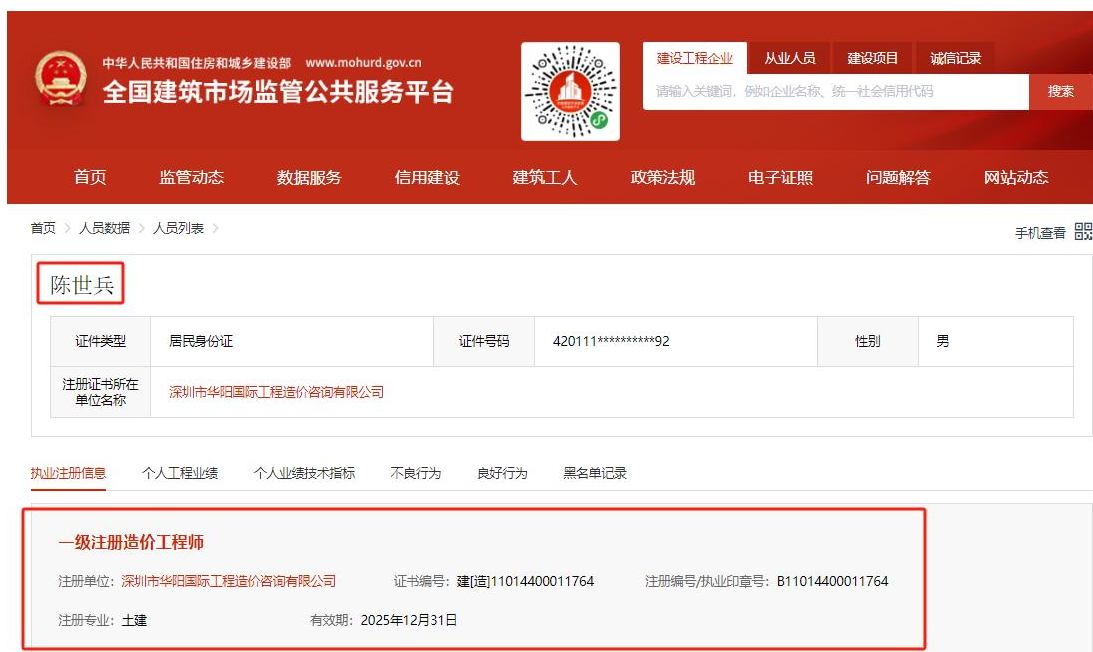 中华人民共和国住房和城乡建设部 www.mohurd.gov.cn
全国建筑市场监管公共服务平台
建设工程企业 从业人员 建设项目 诚信记录
请输入关键词，例如企业名称、统一社会信用代码 搜索
首页 监管动态 数据服务 信用建设 建筑工人 政策法规 电子证照 问题解答 网站动态
首页 > 人员数据 > 人员列表 >
手机查看
陈世兵
证件类型 居民身份证 证件号码 420111**********92 性别 男
注册证书所在
单位名称
深圳市华阳国际工程造价咨询有限公司
执业注册信息 个人工程业绩 个人业绩技术指标 不良行为 良好行为 黑名单记录
一级注册造价工程师
注册单位：深圳市华阳国际工程造价咨询有限公司 证书编号：建[造]11014400011764 注册编号/执业印章号：B11014400011764
注册专业：土建 有效期：2025年12月31日